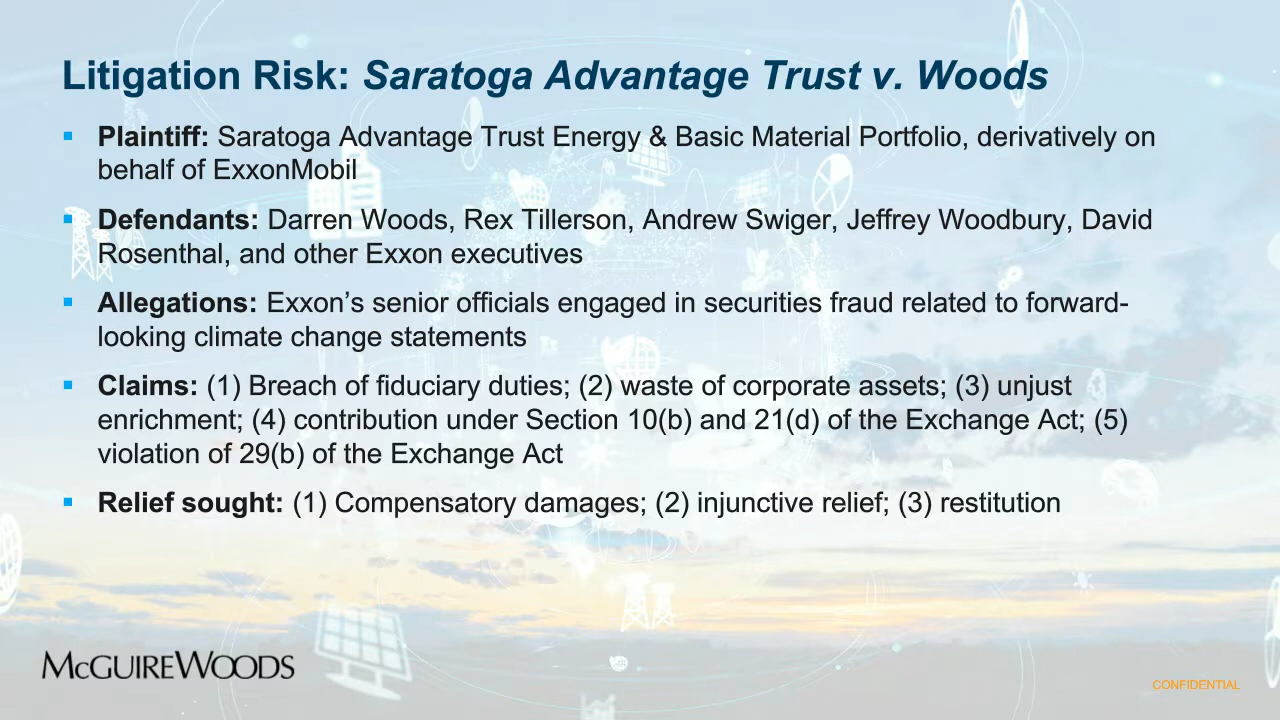 Litigation Risk: Saratoga Advantage Trust v. Woods
▪ Plaintiff: Saratoga Advantage Trust Energy & Basic Material Portfolio, derivatively on
behalf of ExxonMobil
▪ Defendants: Darren Woods, Rex Tillerson, Andrew Swiger, Jeffrey Woodbury, David
Rosenthal, and other Exxon executives
▪ Allegations: Exxon’s senior officials engaged in securities fraud related to forward-
looking climate change statements
▪ Claims: (1) Breach of fiduciary duties; (2) waste of corporate assets; (3) unjust
enrichment; (4) contribution under Section 10(b) and 21(d) of the Exchange Act; (5)
violation of 29(b) of the Exchange Act
▪ Relief sought: (1) Compensatory damages; (2) injunctive relief; (3) restitution
McGuireWoods
CONFIDENTIAL